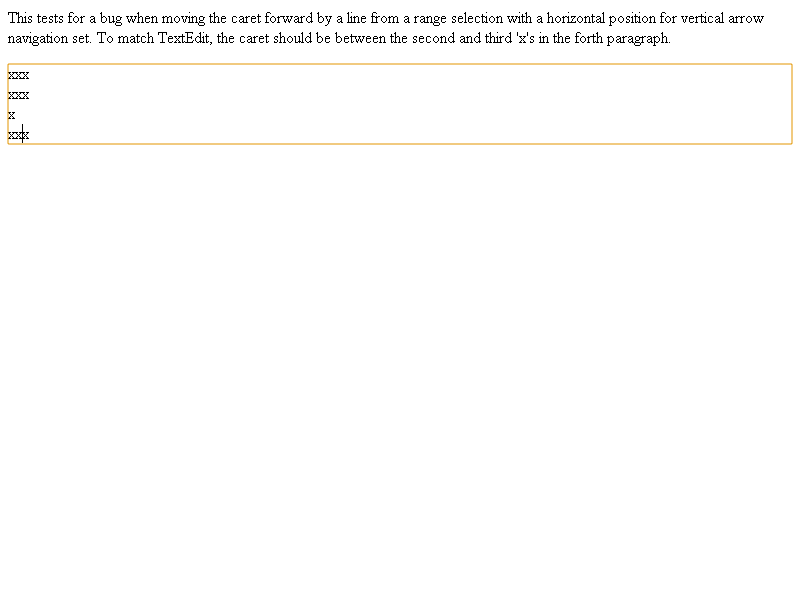 This tests for a bug when moving the caret forward by a line from a range selection with a horizontal position for vertical arrow
navigation set. To match TextEdit, the caret should be between the second and third 'x's in the forth paragraph.
xxx
xxx
x
xxx